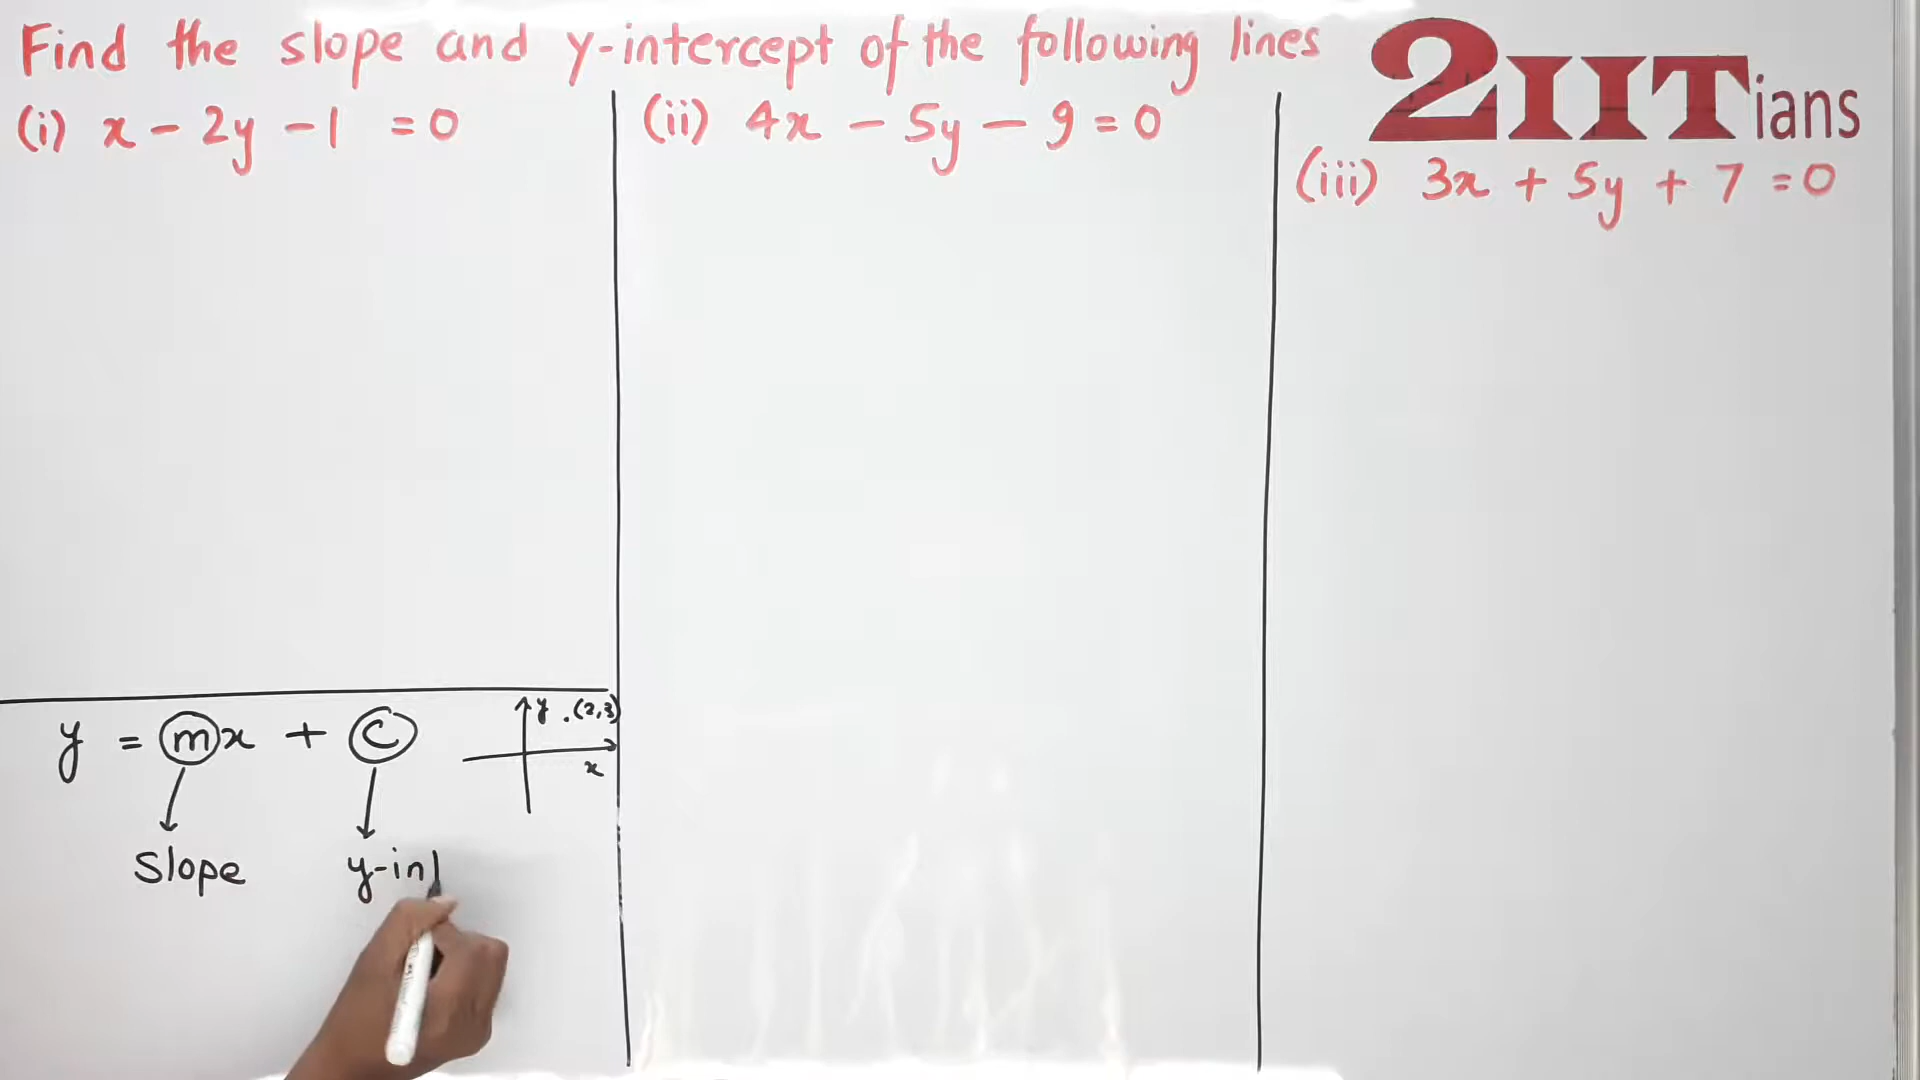 Find the slope and y-intercept of the following lines
2IITians
(i) x - 2y - 1 = 0
(ii) 4x - 5y - 9 = 0
(iii) 3x + 5y + 7 = 0
y = mx + c
y .(2,3)
x
Slope
y-int